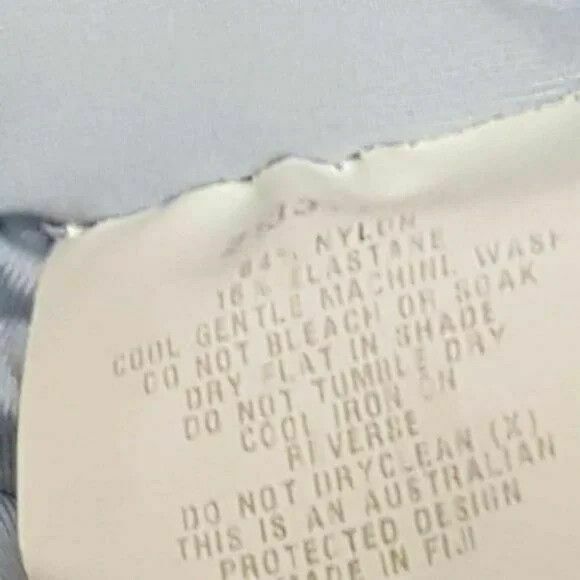 84% NYLON
16% ELASTANE
COOL GENTLE MACHINE WASH
DO NOT BLEACH OR SOAK
DRY FLAT IN SHADE
DO NOT TUMBLE DRY
COOL IRON ON
REVERSE
DO NOT DRYCLEAN (X)
THIS IS AN AUSTRALIAN
PROTECTED DESIGN
MADE IN FIJI